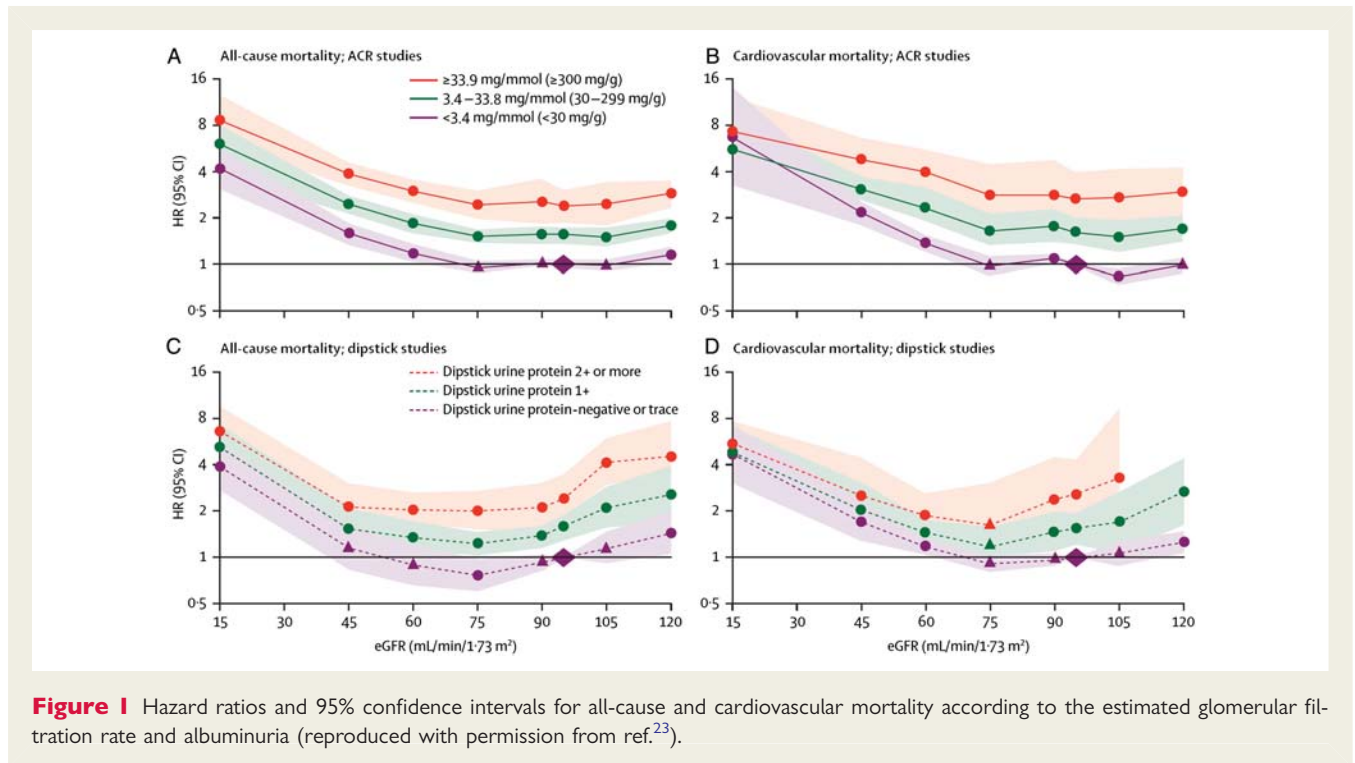 A All-cause mortality; ACR studies
16
8
4
2
1
0·5
HR (95% CI)
≥33.9 mg/mmol (≥300 mg/g)
3.4–33.8 mg/mmol (30–299 mg/g)
<3.4 mg/mmol (<30 mg/g)
B Cardiovascular mortality; ACR studies
16
8
4
2
1
0·5
C All-cause mortality; dipstick studies
16
8
4
2
1
0·5
HR (95% CI)
Dipstick urine protein 2+ or more
Dipstick urine protein 1+
Dipstick urine protein-negative or trace
15 30 45 60 75 90 105 120
eGFR (mL/min/1·73 m²)
D Cardiovascular mortality; dipstick studies
16
8
4
2
1
0·5
15 30 45 60 75 90 105 120
eGFR (mL/min/1·73 m²)
Figure 1 Hazard ratios and 95% confidence intervals for all-cause and cardiovascular mortality according to the estimated glomerular fil-
tration rate and albuminuria (reproduced with permission from ref.23).